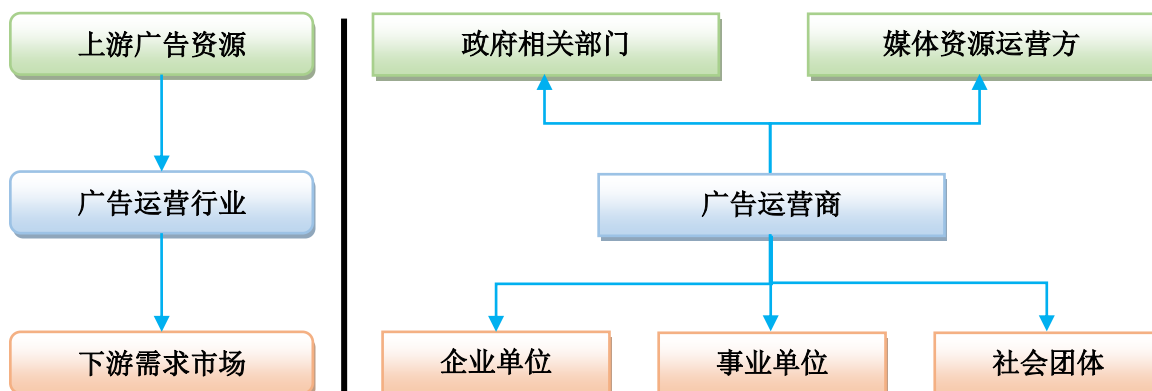 上游广告资源
政府相关部门
媒体资源运营方
广告运营行业
广告运营商
下游需求市场
企业单位
事业单位
社会团体